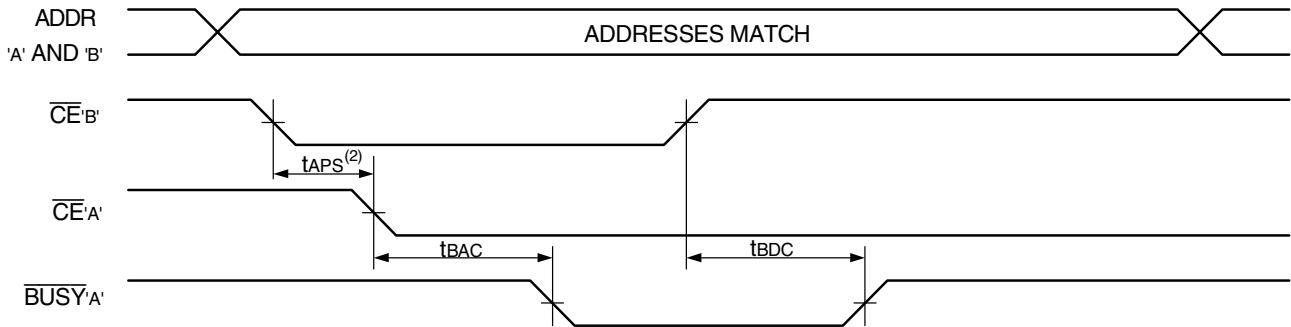 ADDR
'A' AND 'B'
ADDRESSES MATCH
CE'B'
tAPS(2)
CE'A'
tBAC
tBDC
BUSY'A'